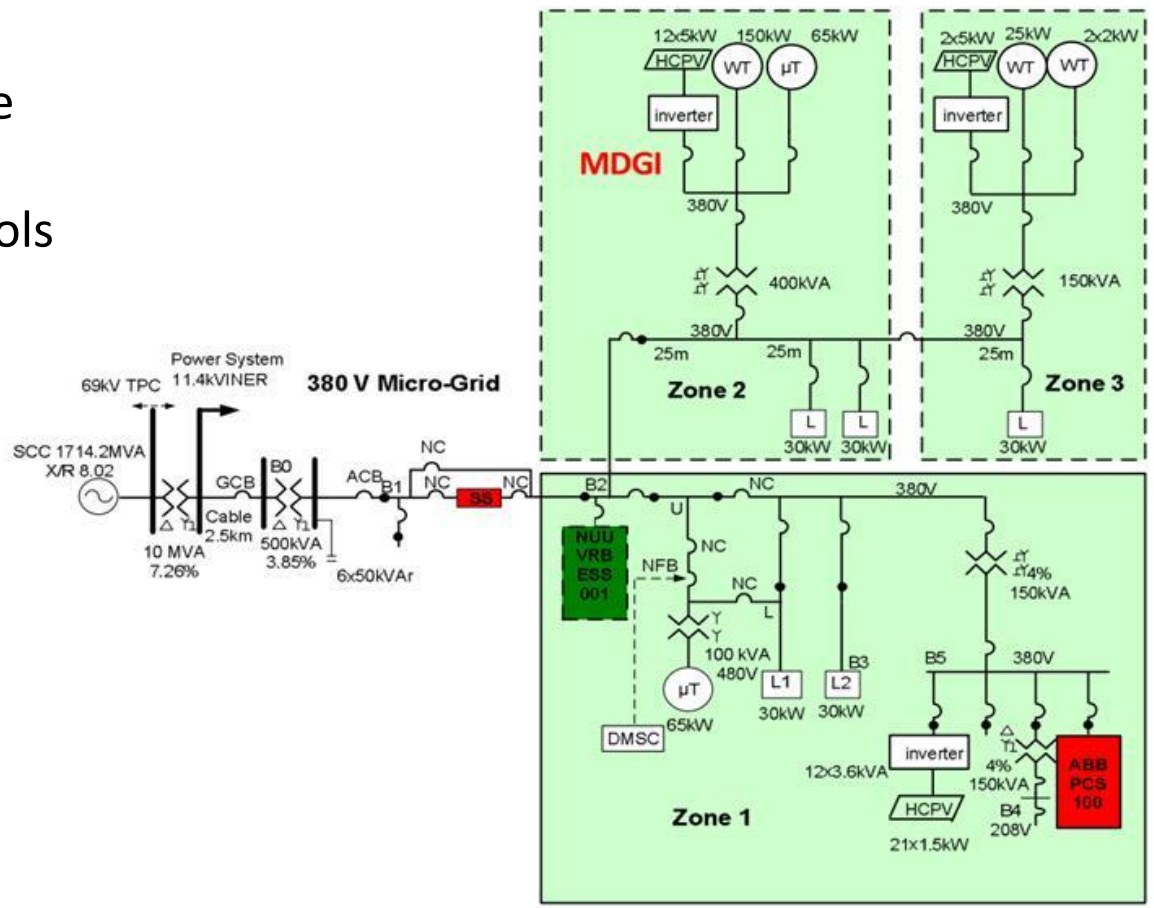 e
ols
12x5kW 150kW 65kW
HCPV WT µT
inverter
MDGI
380V
400kVA
380V
25m 25m
Zone 2
L L
30kW 30kW
2x5kW 25kW 2x2kW
HCPV WT WT
inverter
380V
150kVA
380V
25m
Zone 3
L
30kW
Power System
69kV TPC 11.4kVINER
380 V Micro-Grid
SCC 1714.2MVA
X/R 8.02
GCB B0 ACB B1 NC
NC SS NC
Cable
2.5km
Δ Y1
10 MVA
7.26%
Δ Y1
500kVA
3.85%
6x50kVAr
B2 NC 380V
U
NUU
VRB
ESS
001
NFB NC
NC
L
Y
Y
100 kVA
480V
µT
65kW
DMSC
L1
30kW
B3
L2
30kW
4%
150kVA
B5 380V
inverter
12x3.6kVA
HCPV
21x1.5kW
Δ
Y1
4%
150kVA
B4
208V
ABB
PCS
100
Zone 1